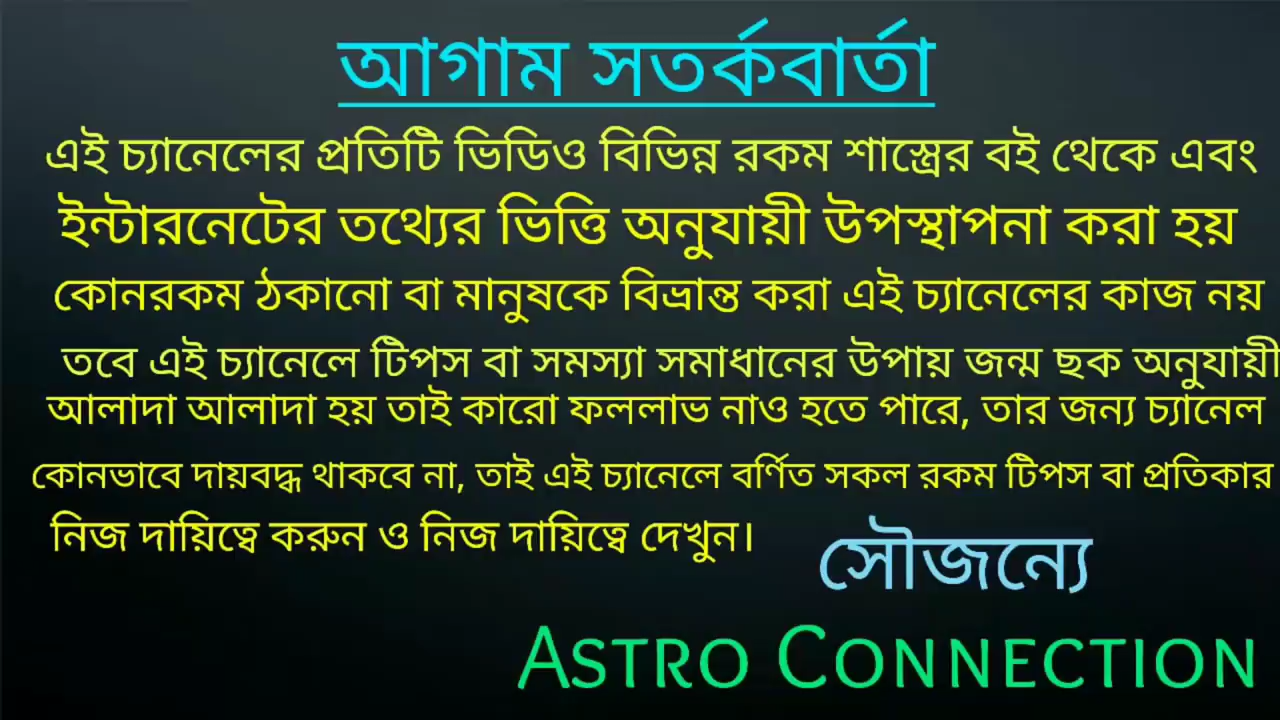 আগাম সতর্কবার্তা
এই চ্যানেলের প্রতিটি ভিডিও বিভিন্ন রকম শাস্ত্রের বই থেকে এবং
ইন্টারনেটের তথ্যের ভিত্তি অনুযায়ী উপস্থাপনা করা হয়
কোনরকম ঠকানো বা মানুষকে বিভ্রান্ত করা এই চ্যানেলের কাজ নয়
তবে এই চ্যানেলে টিপস বা সমস্যা সমাধানের উপায় জন্ম ছক অনুযায়ী
আলাদা আলাদা হয় তাই কারো ফললাভ নাও হতে পারে, তার জন্য চ্যানেল
কোনভাবে দায়বদ্ধ থাকবে না, তাই এই চ্যানেলে বর্ণিত সকল রকম টিপস বা প্রতিকার
নিজ দায়িত্বে করুন ও নিজ দায়িত্বে দেখুন।
সৌজন্যে
ASTRO CONNECTION